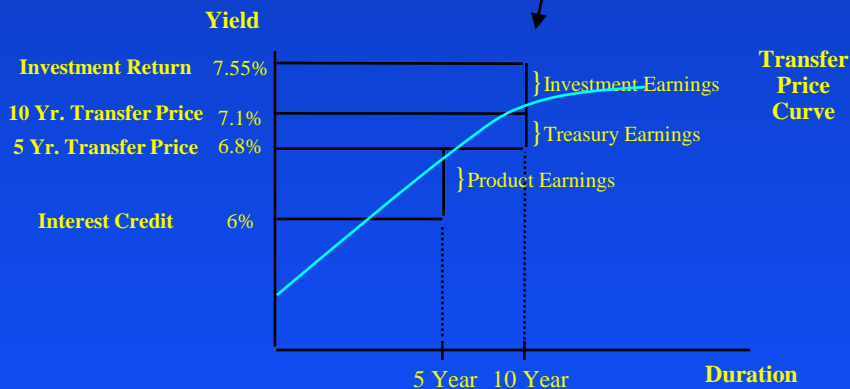 Yield
Investment Return 7.55%
}Investment Earnings
Transfer
Price
Curve
10 Yr. Transfer Price 7.1%
}Treasury Earnings
5 Yr. Transfer Price 6.8%
}Product Earnings
Interest Credit 6%
5 Year 10 Year
Duration